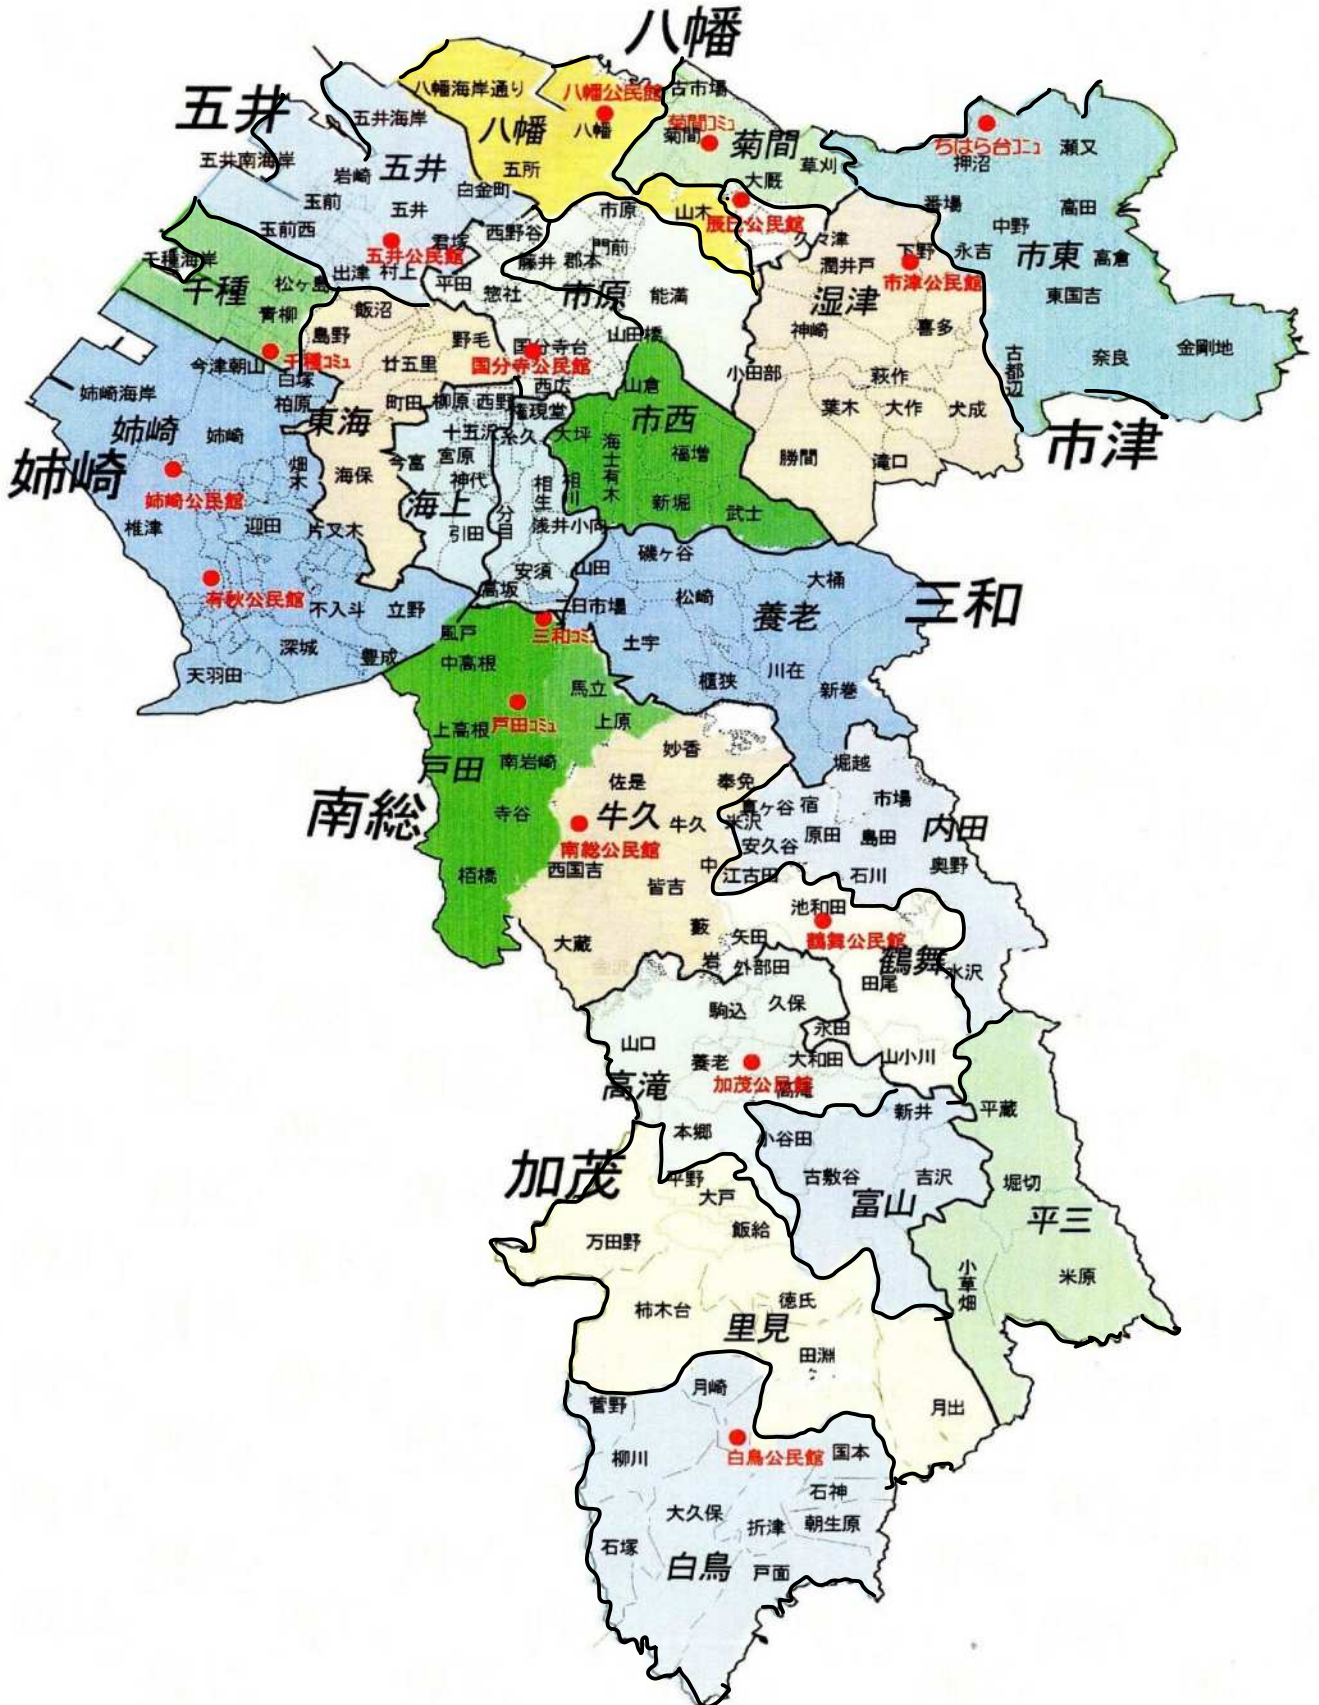 八幡
五井
八幡海岸通り
八幡公民館
古市場
五井海岸
八幡
八幡
菊間コミュ
菊間
菊間
ちはら台コミュ
瀬又
五井南海岸
岩崎
五井
五所
大厩
草刈
押沼
白金町
玉前
五井
市原
山木
辰巳公民館
番場
高田
玉前西
五井公民館
君塚
西野谷
門前
久々津
下野
永吉
中野
市東
高倉
千種海岸
出津
村上
平田
藤井
郡本
潤井戸
市津公民館
千種
松ヶ島
飯沼
惣社
市原
能満
湿津
東国吉
青柳
島野
野毛
山田橋
神崎
喜多
今津朝山
千種コミュ
廿五里
国分寺台
国分寺公民館
小田部
萩作
古都辺
奈良
金剛地
姉崎海岸
白塚
柏原
町田
柳原
西野
西広
権現堂
山倉
市西
葉木
大作
犬成
市津
姉崎
姉崎
姉崎
東海
十五沢
糸久
大坪
海士有木
福増
勝間
滝口
姉崎公民館
畑木
海保
今富
宮原
神代
海上
相生
相川
新堀
武士
椎津
迎田
片又木
引田
分目
浅井小向
磯ヶ谷
有秋公民館
不入斗
立野
高坂
安須
山田
二日市場
松崎
大桶
養老
三和
深城
豊成
風戸
三和コミュ
土宇
天羽田
中高根
馬立
櫃狭
川在
新巻
戸田コミュ
上高根
上原
戸田
南岩崎
妙香
堀越
南総
佐是
奉免
寺谷
牛久
牛久
真ヶ谷
宿
市場
米沢
原田
島田
内田
南総公民館
安久谷
栢橋
西国吉
皆吉
中
江古田
石川
奥野
池和田
鶴舞公民館
大蔵
藪
矢田
岩
外部田
鶴舞
田尾
水沢
駒込
久保
山口
永田
養老
大和田
山小川
高滝
加茂公民館
高滝
新井
平蔵
本郷
小谷田
加茂
平野
大戸
古敷谷
吉沢
富山
堀切
平三
万田野
飯給
小草畑
米原
柿木台
徳氏
里見
田淵
月崎
月出
菅野
柳川
白鳥公民館
国本
石神
大久保
折津
朝生原
石塚
白鳥
戸面